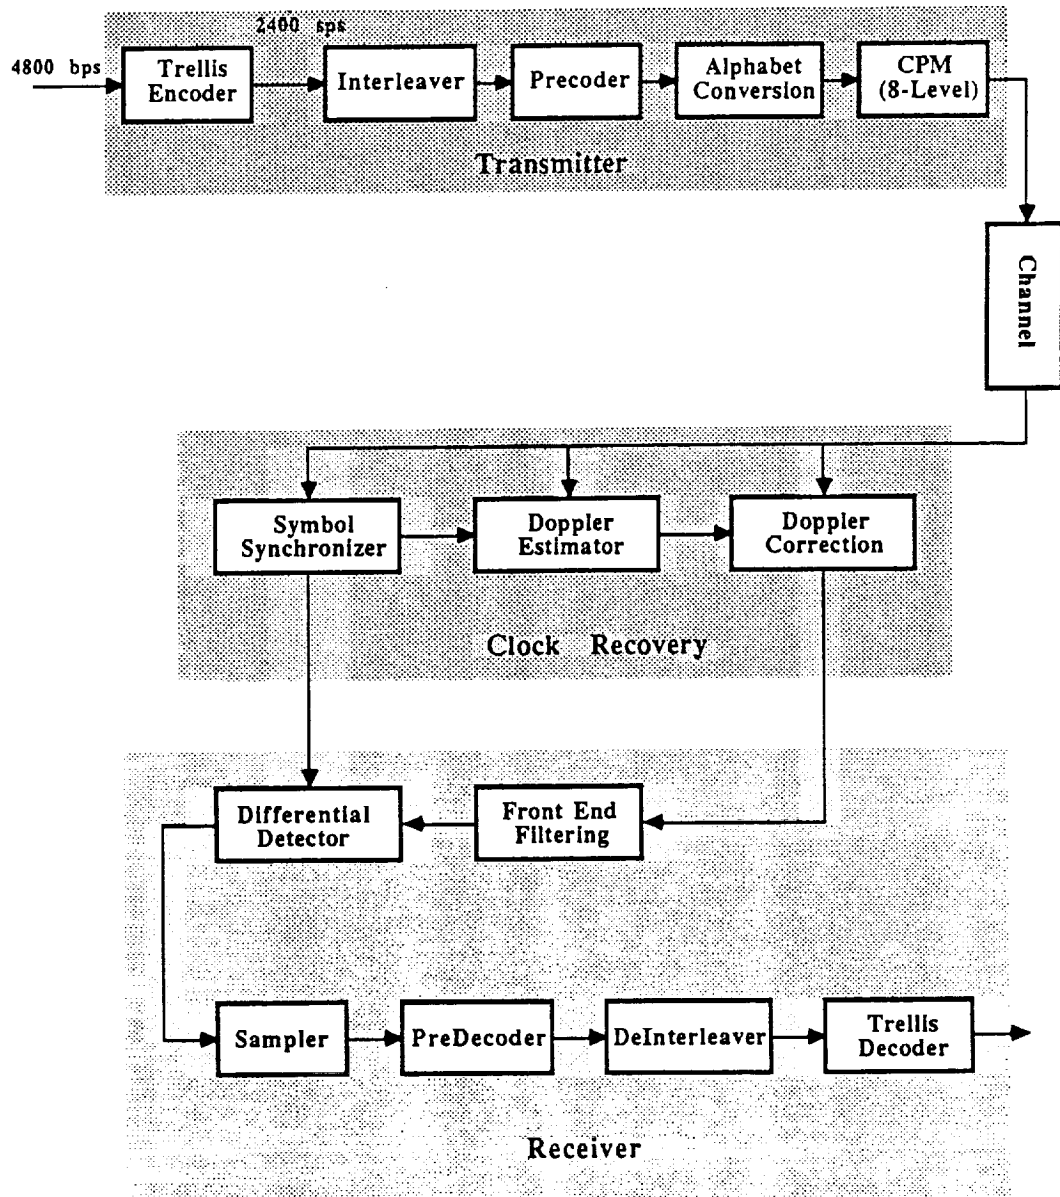 2400 sps
4800 bps
Trellis
Encoder
Interleaver
Precoder
Alphabet
Conversion
CPM
(8-Level)
Transmitter
Channel
Symbol
Synchronizer
Doppler
Estimator
Doppler
Correction
Clock Recovery
Differential
Detector
Front End
Filtering
Sampler
PreDecoder
DeInterleaver
Trellis
Decoder
Receiver